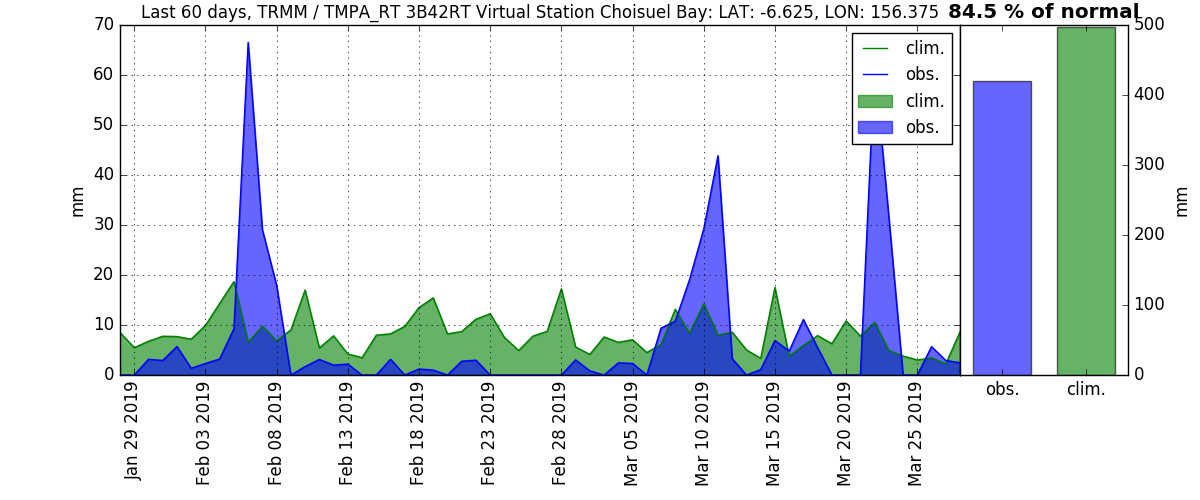 Last 60 days, TRMM / TMPA_RT 3B42RT Virtual Station Choisuel Bay: LAT: -6.625, LON: 156.375 84.5 % of normal
70
60
50
40
30
20
10
0
mm
clim.
obs.
clim.
obs.
500
400
300
200
100
0
mm
obs.
clim.
Jan 29 2019
Feb 03 2019
Feb 08 2019
Feb 13 2019
Feb 18 2019
Feb 23 2019
Feb 28 2019
Mar 05 2019
Mar 10 2019
Mar 15 2019
Mar 20 2019
Mar 25 2019